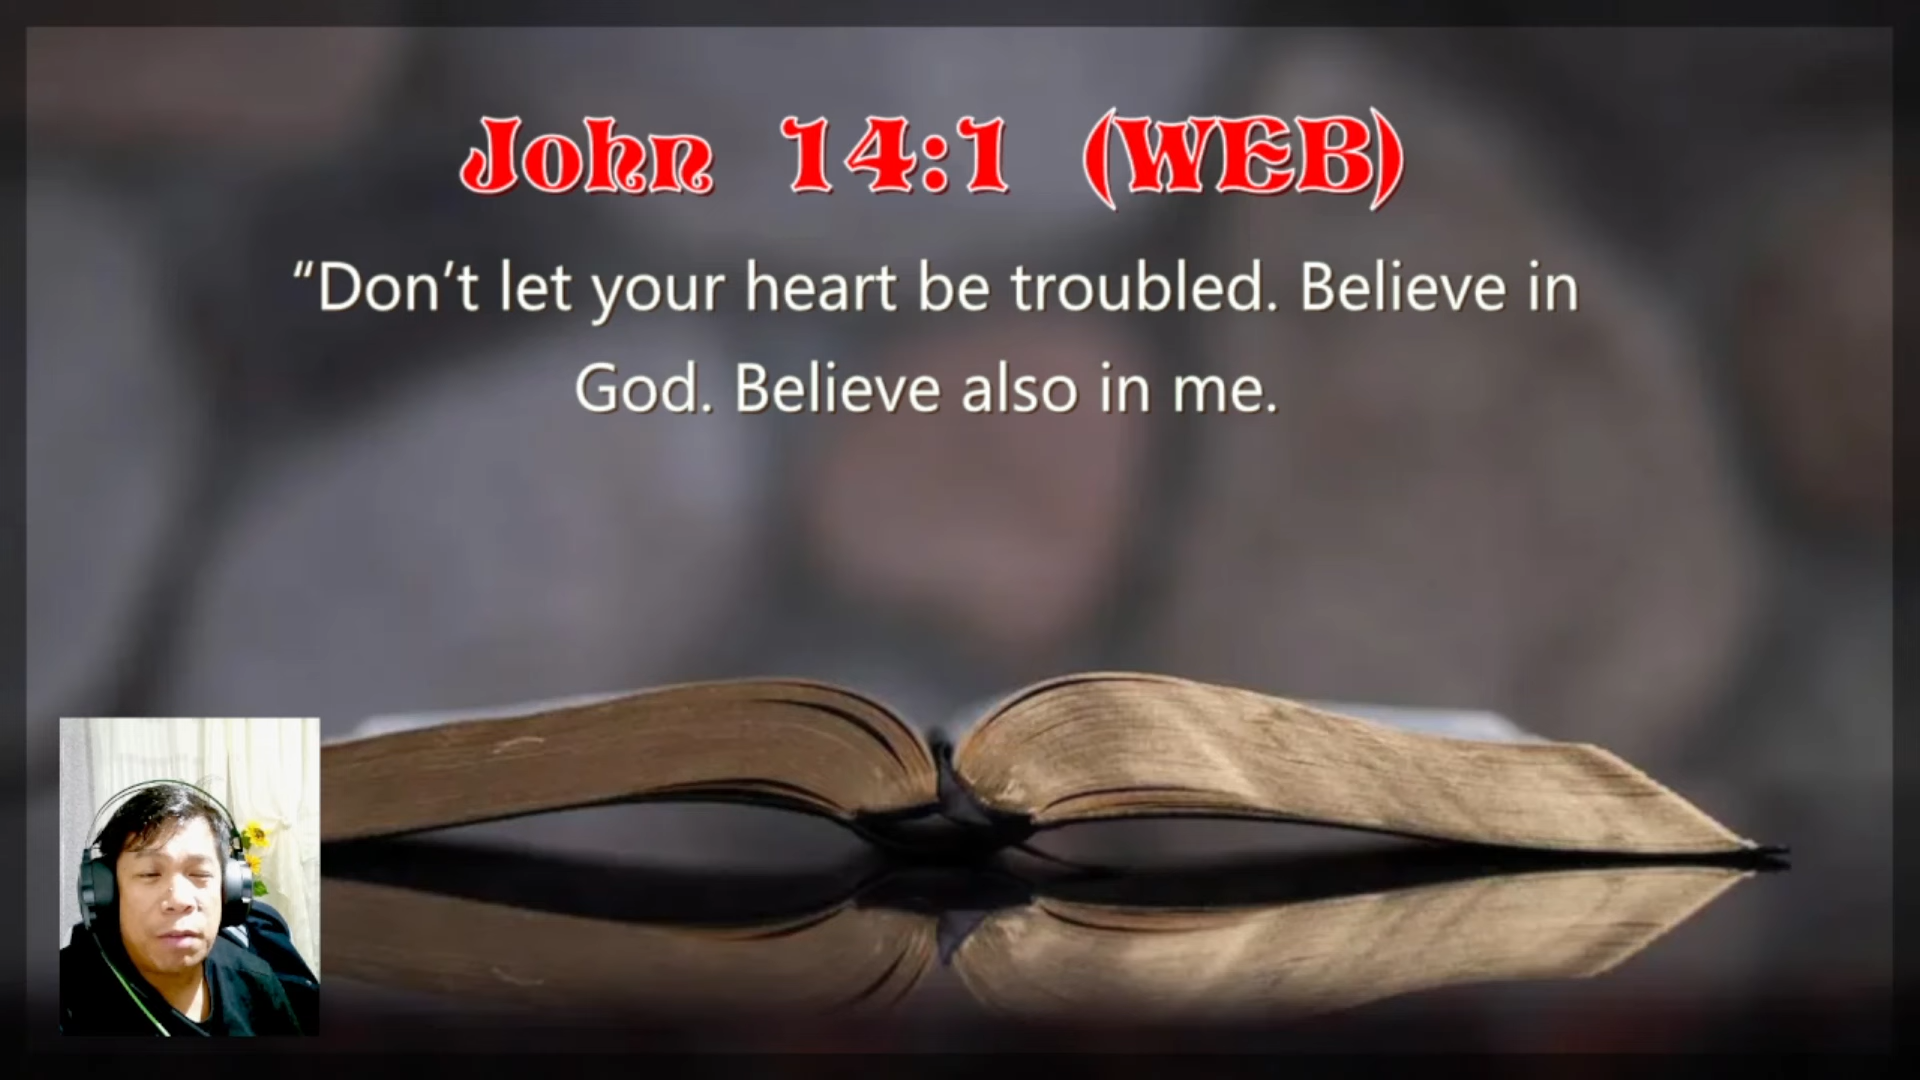 John 14:1 (WEB)
“Don’t let your heart be troubled. Believe in
God. Believe also in me.